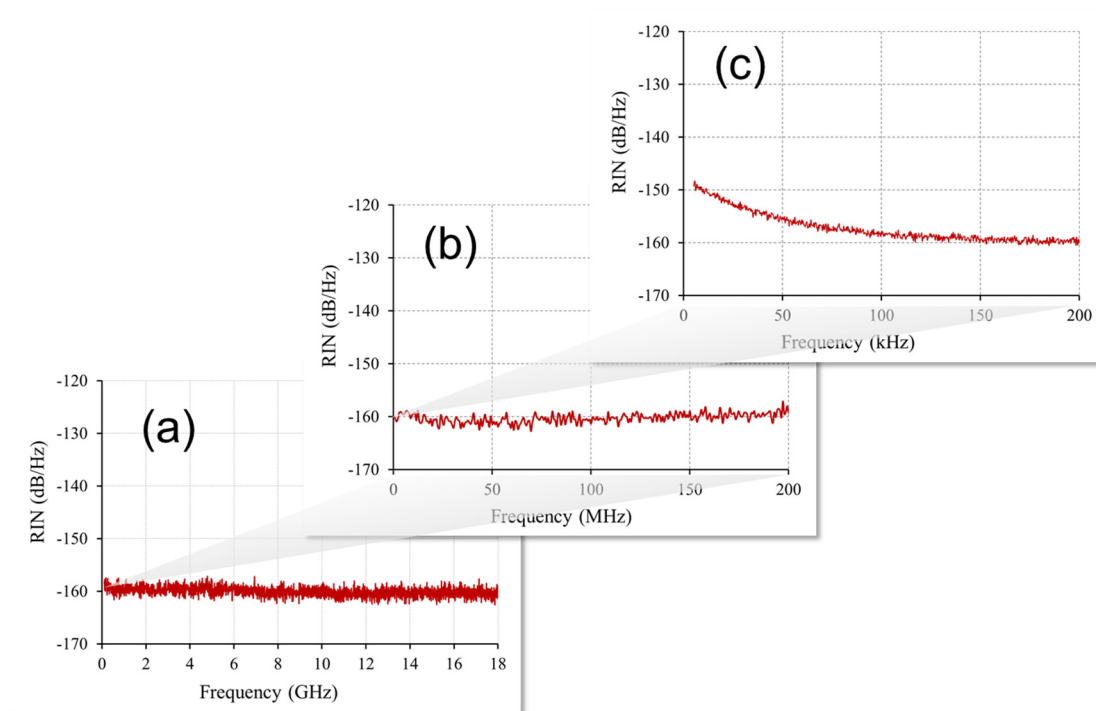 (c)
RIN (dB/Hz)
-120
-130
-140
-150
-160
-170
0 50 100 150 200
Frequency (kHz)
(b)
RIN (dB/Hz)
-120
-130
-140
-150
-160
-170
0 50 100 150 200
Frequency (MHz)
(a)
RIN (dB/Hz)
-120
-130
-140
-150
-160
-170
0 2 4 6 8 10 12 14 16 18
Frequency (GHz)